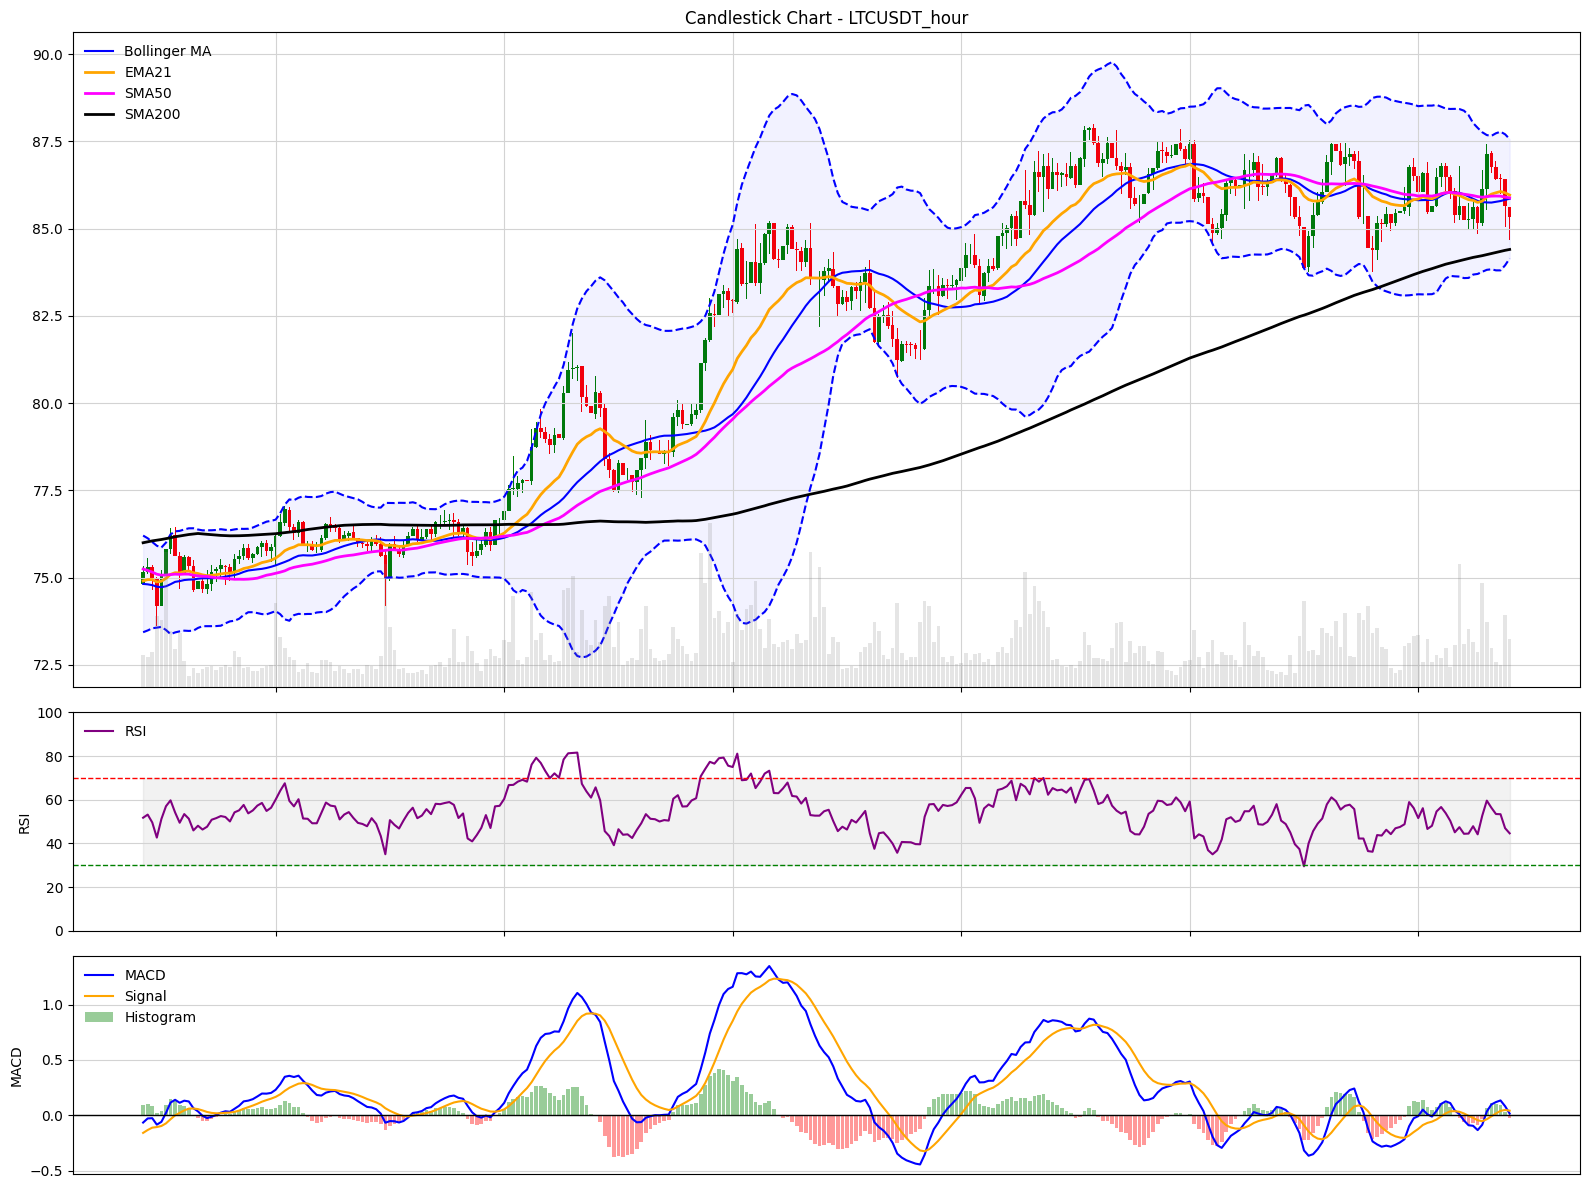 Candlestick Chart - LTCUSDT_hour
Bollinger MA
EMA21
SMA50
SMA200
90.0
87.5
85.0
82.5
80.0
77.5
75.0
72.5
RSI
100
80
60
40
20
0
RSI
MACD
Signal
Histogram
1.0
0.5
0.0
−0.5
MACD